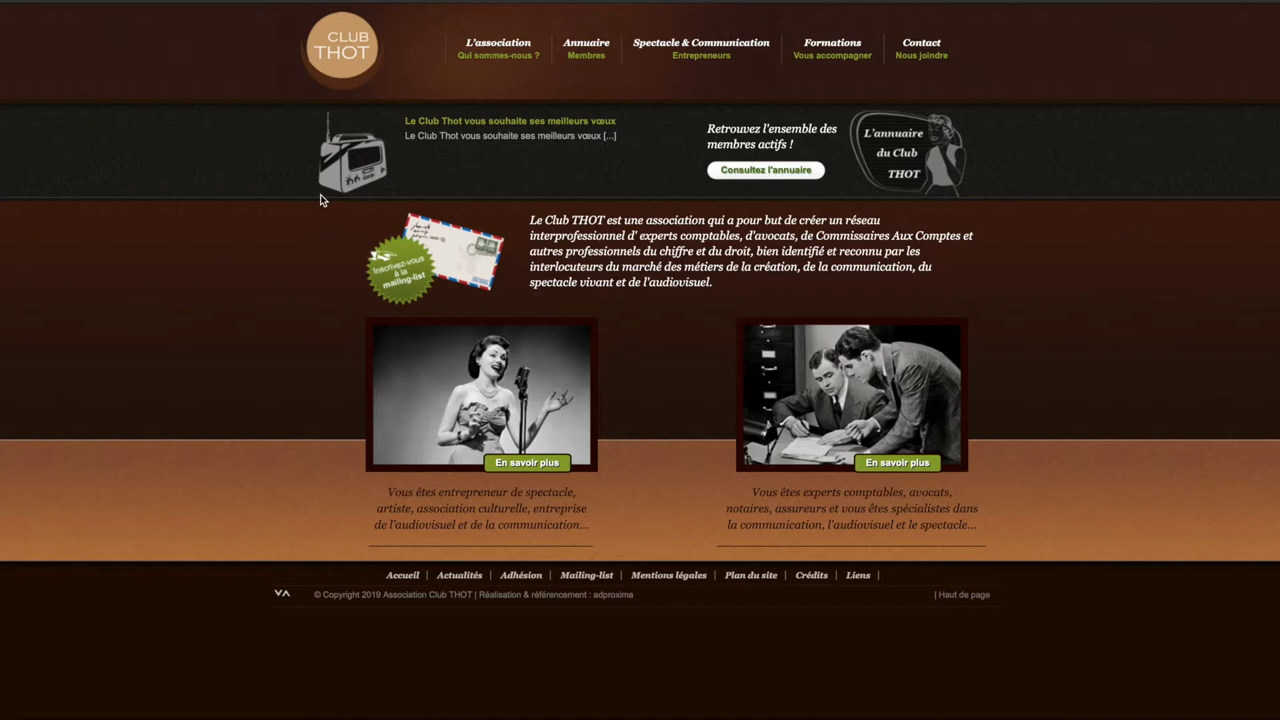 CLUB
THOT
L'association
Qui sommes-nous ?
Annuaire
Membres
Spectacle & Communication
Entrepreneurs
Formations
Vous accompagner
Contact
Nous joindre
Le Club Thot vous souhaite ses meilleurs vœux
Le Club Thot vous souhaite ses meilleurs vœux [...]
Retrouvez l'ensemble des
membres actifs !
Consultez l'annuaire
L'annuaire
du Club
THOT
Inscrivez-vous
à la
mailing-list
Le Club THOT est une association qui a pour but de créer un réseau
interprofessionnel d' experts comptables, d'avocats, de Commissaires Aux Comptes et
autres professionnels du chiffre et du droit, bien identifié et reconnu par les
interlocuteurs du marché des métiers de la création, de la communication, du
spectacle vivant et de l'audiovisuel.
En savoir plus
En savoir plus
Vous êtes entrepreneur de spectacle,
artiste, association culturelle, entreprise
de l'audiovisuel et de la communication...
Vous êtes experts comptables, avocats,
notaires, assureurs et vous êtes spécialistes dans
la communication, l'audiovisuel et le spectacle...
Accueil | Actualités | Adhésion | Mailing-list | Mentions légales | Plan du site | Crédits | Liens |
© Copyright 2019 Association Club THOT | Réalisation & référencement : adproxima
| Haut de page